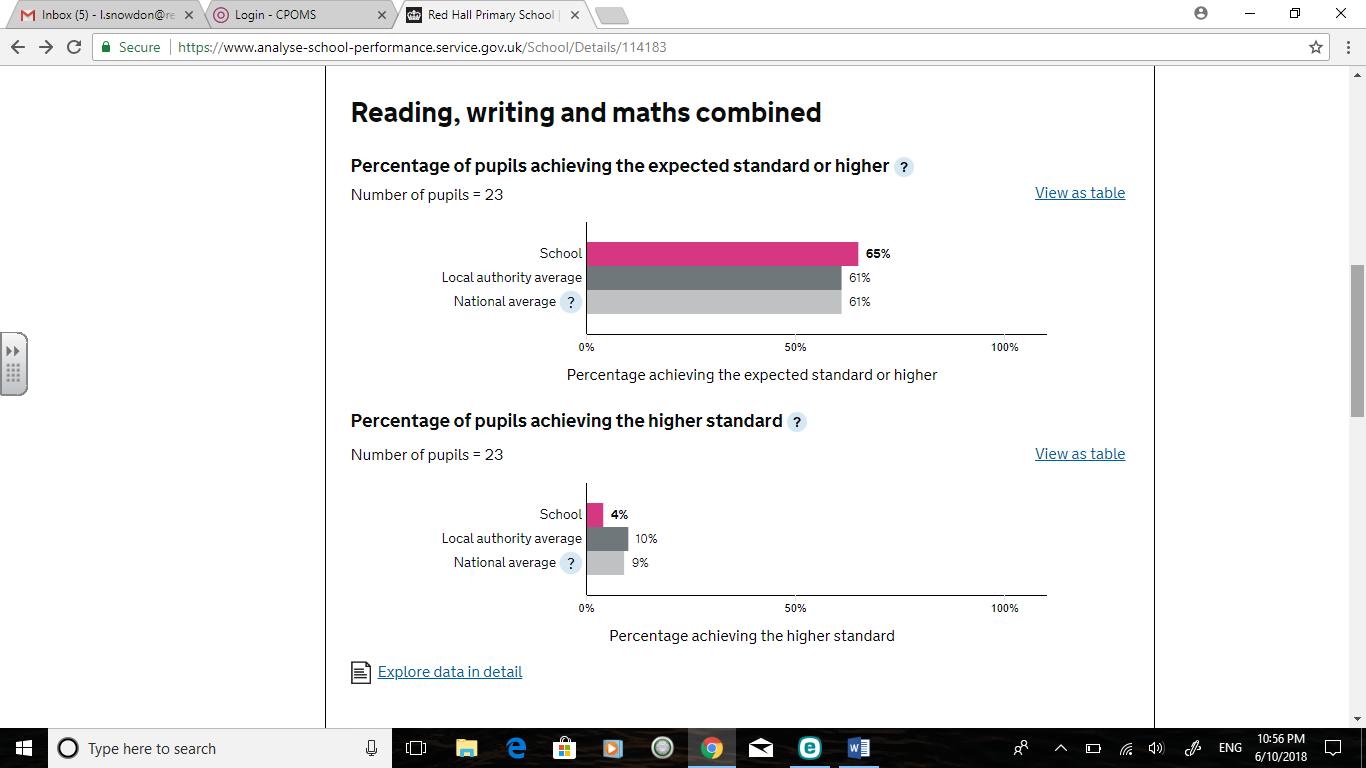 Inbox (5) - l.snowdon@re
Login - CPOMS
Red Hall Primary School |
Secure
https://www.analyse-school-performance.service.gov.uk/School/Details/114183
Reading, writing and maths combined
Percentage of pupils achieving the expected standard or higher ?
Number of pupils = 23
View as table
School 65%
Local authority average 61%
National average ? 61%
0% 50% 100%
Percentage achieving the expected standard or higher
Percentage of pupils achieving the higher standard ?
Number of pupils = 23
View as table
School 4%
Local authority average 10%
National average ? 9%
0% 50% 100%
Percentage achieving the higher standard
Explore data in detail
Type here to search
ENG
10:56 PM
6/10/2018